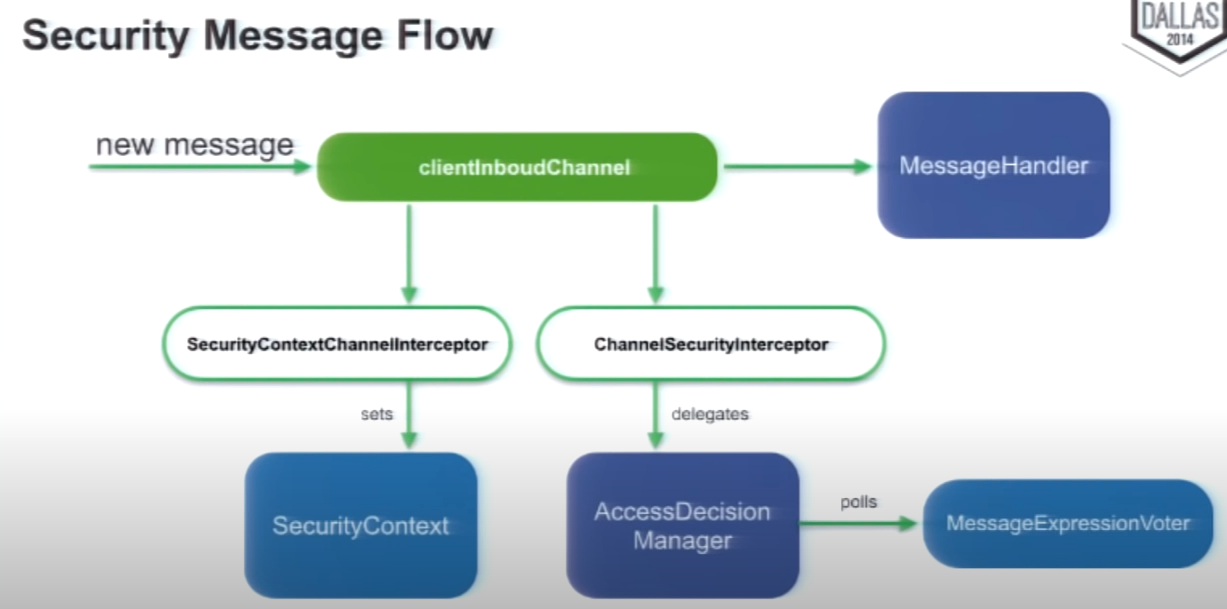 Security Message Flow
DALLAS
2014
new message
clientInboudChannel
MessageHandler
SecurityContextChannelInterceptor
ChannelSecurityInterceptor
sets
delegates
SecurityContext
AccessDecision
Manager
polls
MessageExpressionVoter